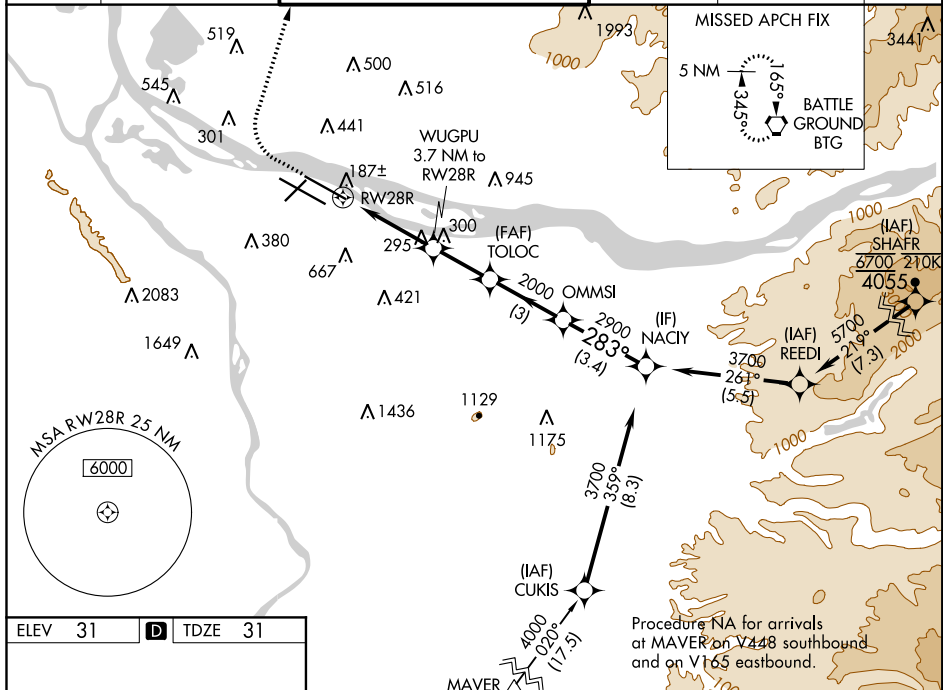 519
545
301
500
516
441
1993
1000
MISSED APCH FIX
5 NM
345°
165°
BATTLE
GROUND
BTG
3441
187±
RW28R
WUGPU
3.7 NM to
RW28R
945
300
295
380
667
421
2083
1649
(FAF)
TOLOC
2000
(3)
OMMSI
2900
283°
(3.4)
(IF)
NACIY
3700
261°
(5.5)
(IAF)
REEDI
5700
219°
(7.3)
1000
(IAF)
SHAFR
6700 210K
4055
2000
1436
1129
1175
1000
MSA RW28R 25 NM
6000
3700
359°
(8.3)
(IAF)
CUKIS
4000
020°
(17.5)
MAVER
Procedure NA for arrivals
at MAVER on V448 southbound
and on V165 eastbound.
1000
ELEV 31 D TDZE 31